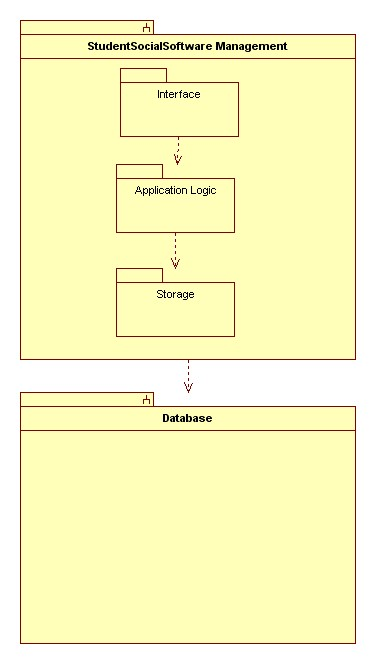 StudentSocialSoftware Management
Interface
Application Logic
Storage
Database